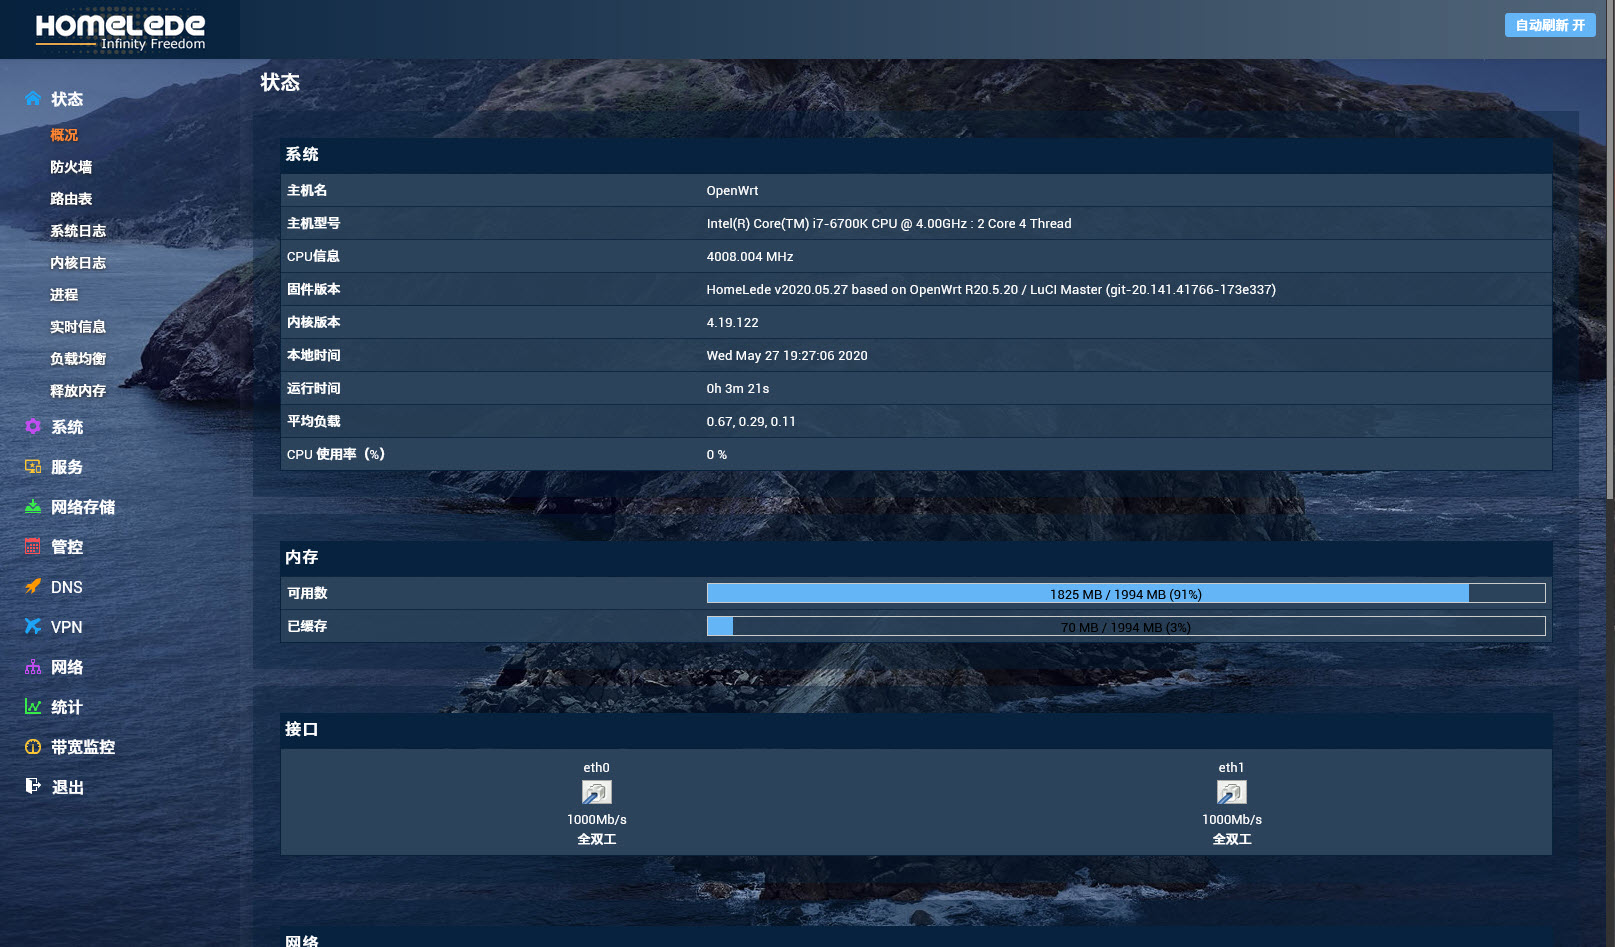 HOMELEDE
Infinity Freedom
自动刷新 开
状态
概况
防火墙
路由表
系统日志
内核日志
进程
实时信息
负载均衡
释放内存
系统
服务
网络存储
管控
DNS
VPN
网络
统计
带宽监控
退出
状态
系统
主机名 OpenWrt
主机型号 Intel(R) Core(TM) i7-6700K CPU @ 4.00GHz : 2 Core 4 Thread
CPU信息 4008.004 MHz
固件版本 HomeLede v2020.05.27 based on OpenWrt R20.5.20 / LuCI Master (git-20.141.41766-173e337)
内核版本 4.19.122
本地时间 Wed May 27 19:27:06 2020
运行时间 0h 3m 21s
平均负载 0.67, 0.29, 0.11
CPU 使用率（%） 0 %
内存
可用数 1825 MB / 1994 MB (91%)
已缓存 70 MB / 1994 MB (3%)
接口
eth0 eth1
1000Mb/s 1000Mb/s
全双工 全双工
网络